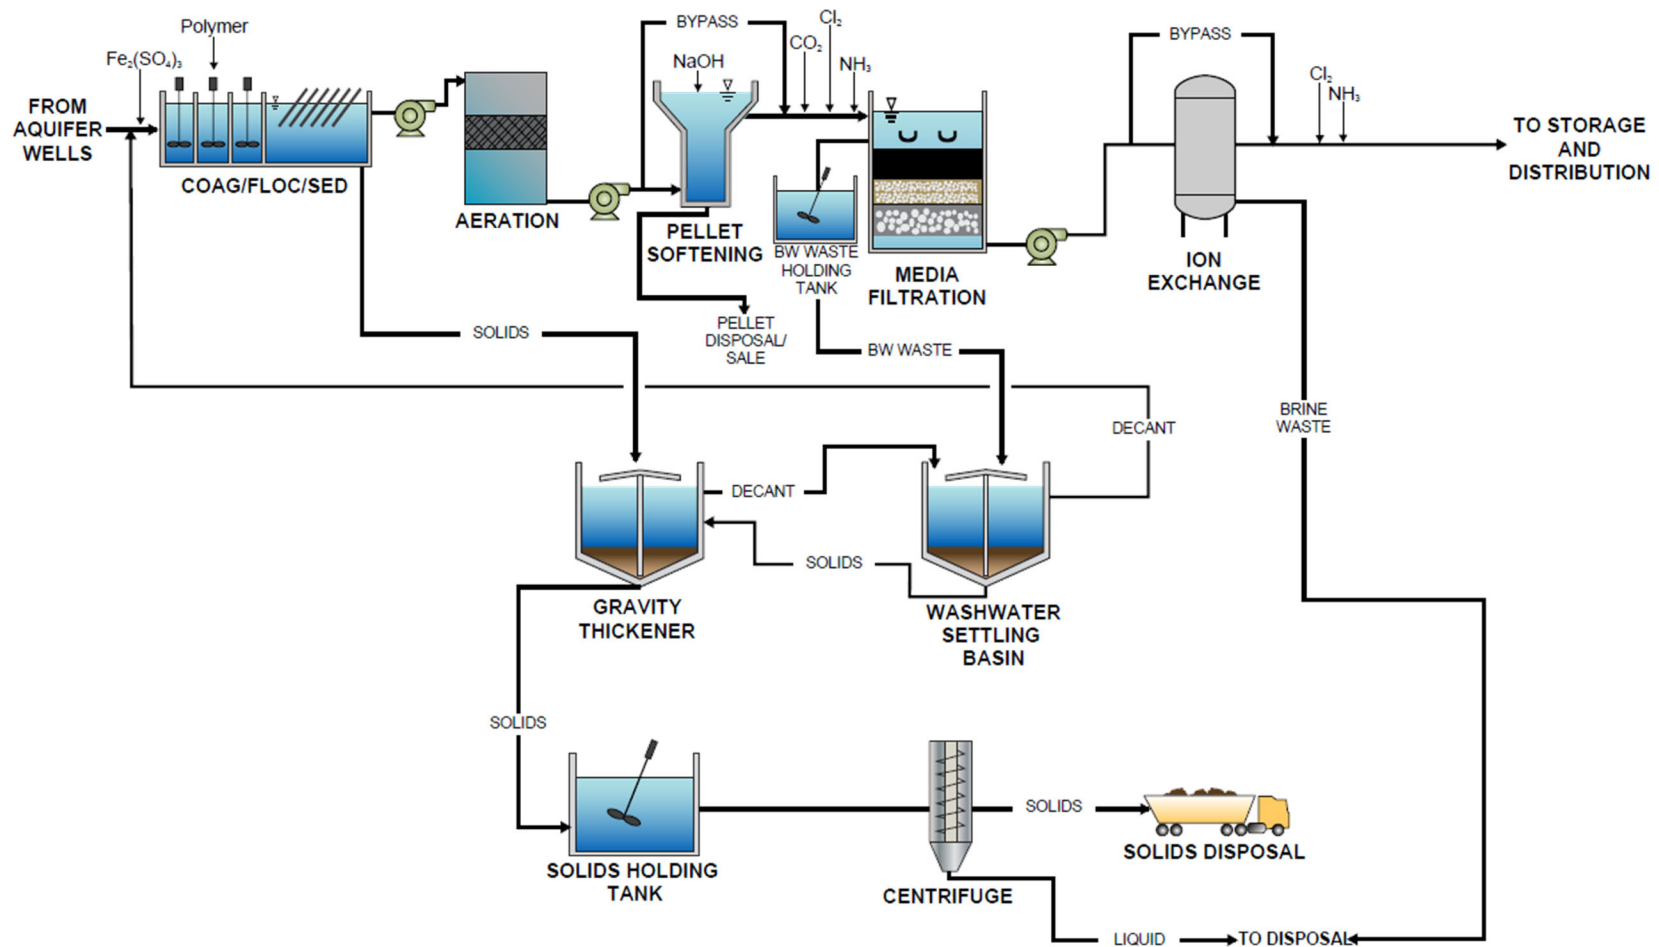 Polymer
Fe₂(SO₄)₃
FROM
AQUIFER
WELLS
COAG/FLOC/SED
AERATION
BYPASS
NaOH
PELLET
SOFTENING
PELLET
DISPOSAL/
SALE
Cl₂
CO₂
NH₃
BW WASTE
HOLDING
TANK
MEDIA
FILTRATION
BYPASS
ION
EXCHANGE
Cl₂
NH₃
TO STORAGE
AND
DISTRIBUTION
SOLIDS
BW WASTE
BRINE
WASTE
DECANT
DECANT
SOLIDS
GRAVITY
THICKENER
WASHWATER
SETTLING
BASIN
SOLIDS
SOLIDS HOLDING
TANK
CENTRIFUGE
SOLIDS
SOLIDS DISPOSAL
LIQUID
TO DISPOSAL